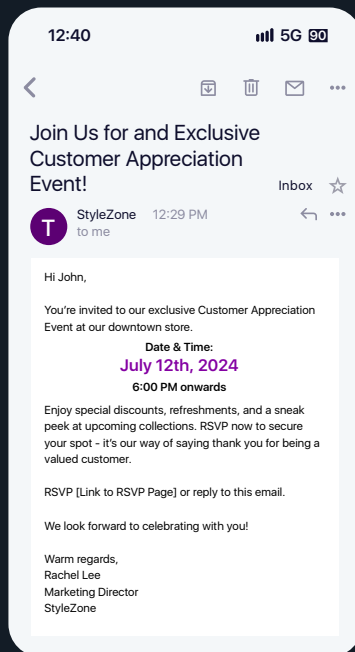 12:40 5G 90
Join Us for and Exclusive
Customer Appreciation
Event!
Inbox
T
StyleZone 12:29 PM
to me
Hi John,
You're invited to our exclusive Customer Appreciation
Event at our downtown store.
Date & Time:
July 12th, 2024
6:00 PM onwards
Enjoy special discounts, refreshments, and a sneak
peek at upcoming collections. RSVP now to secure
your spot - it's our way of saying thank you for being a
valued customer.
RSVP [Link to RSVP Page] or reply to this email.
We look forward to celebrating with you!
Warm regards,
Rachel Lee
Marketing Director
StyleZone